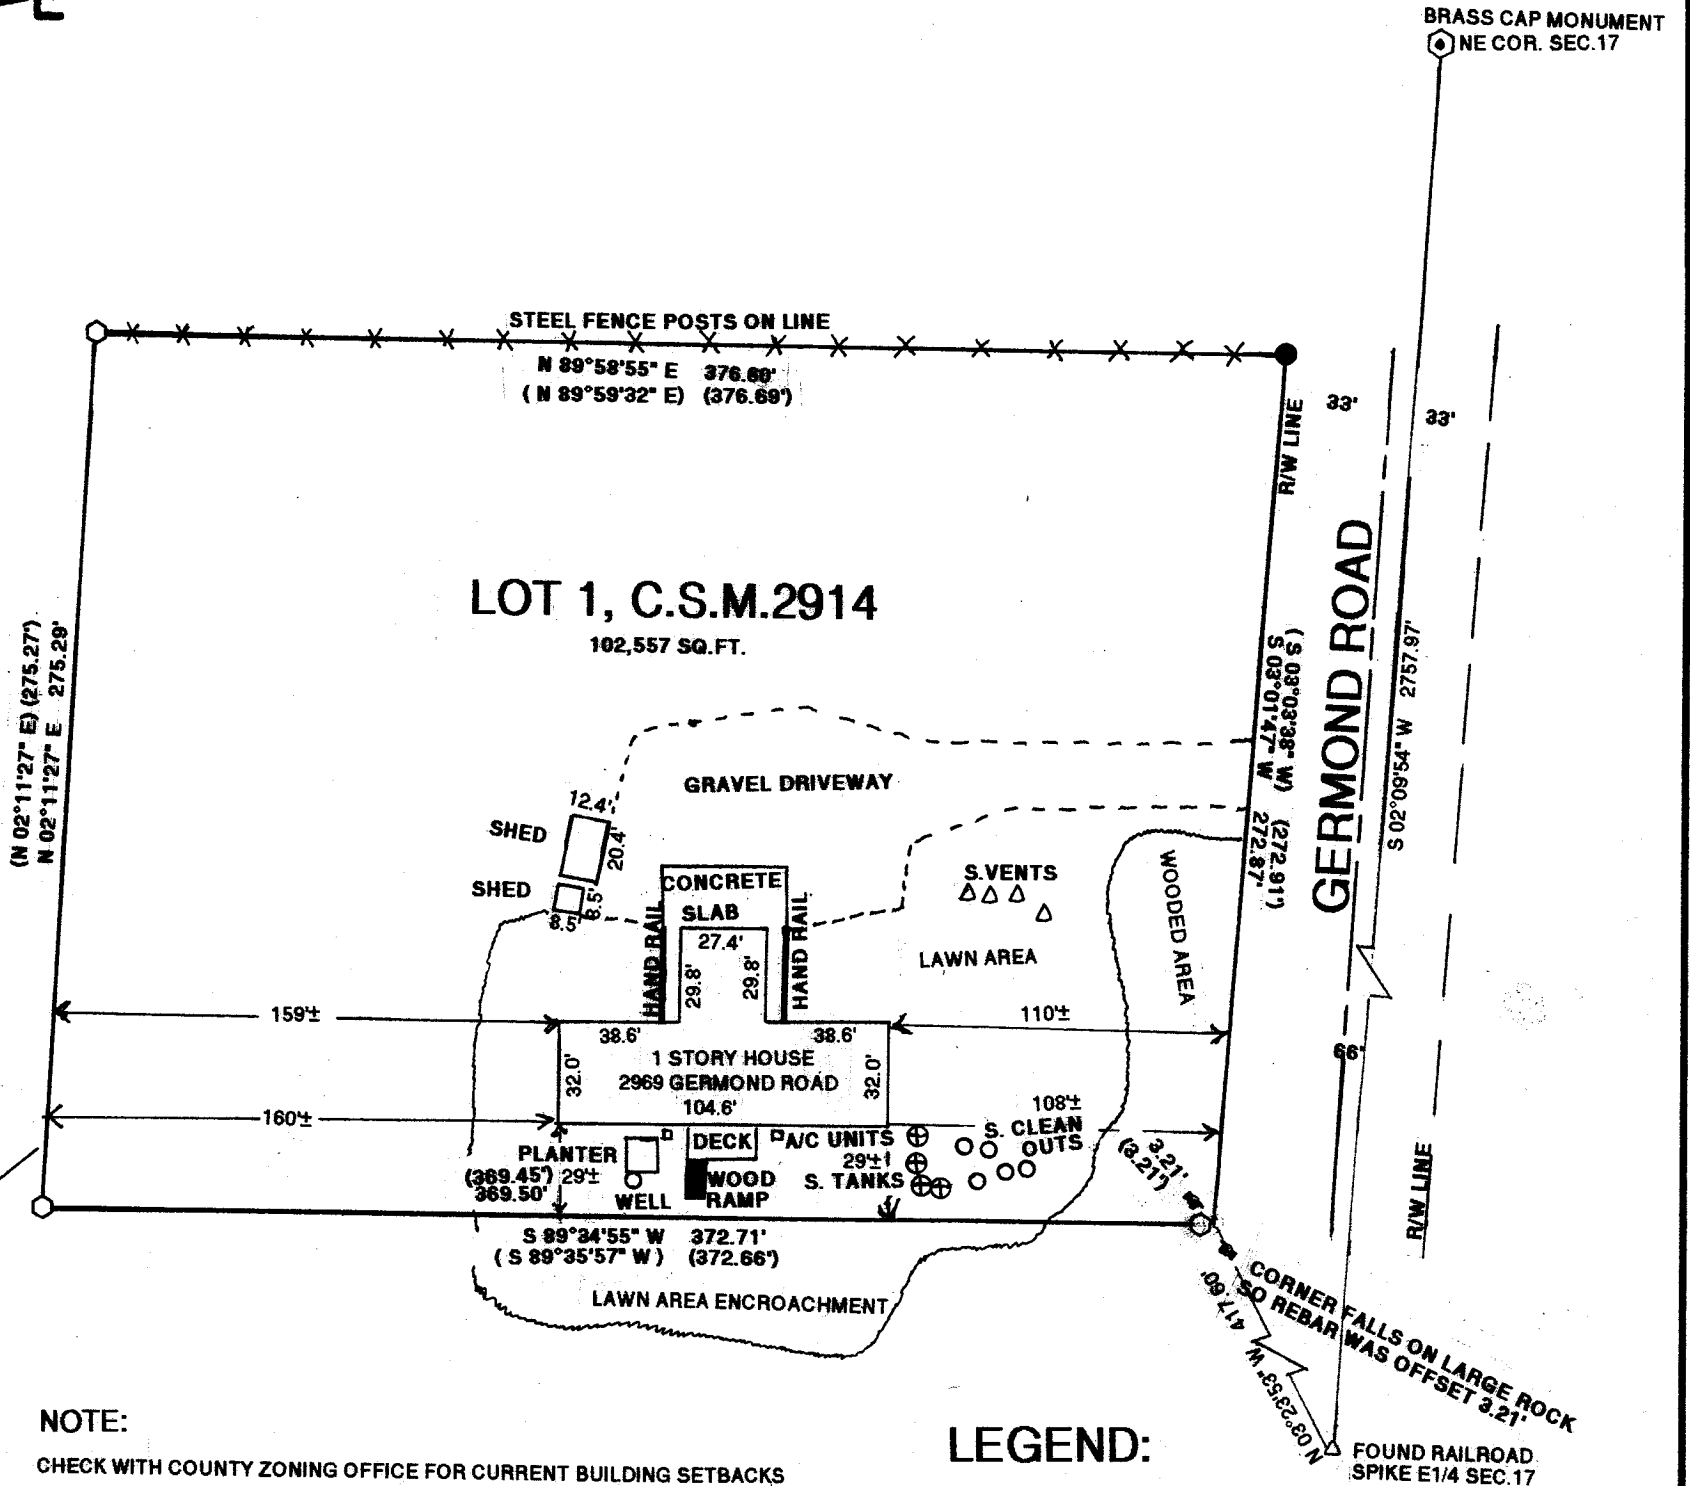 BRASS CAP MONUMENT
NE COR. SEC.17
STEEL FENCE POSTS ON LINE
N 89°58'55" E 376.60'
( N 89°59'32" E) (376.69')
33'
33'
R/W LINE
LOT 1, C.S.M.2914
102,557 SQ.FT.
(N 02°11'27" E) (275.27')
N 02°11'27" E 275.29'
( S 03°03'38" W) (272.91')
S 03°01'47" W 272.87'
GERMOND ROAD
S 02°09'54" W 2757.97'
GRAVEL DRIVEWAY
12.4'
SHED
20.4'
SHED
8.5'
8.5'
CONCRETE
SLAB
HAND RAIL
27.4'
29.8'
29.8'
HAND RAIL
S.VENTS
LAWN AREA
WOODED AREA
159'±
38.6'
38.6'
110'±
66'
1 STORY HOUSE
2969 GERMOND ROAD
104.6'
32.0'
32.0'
160'±
108'±
DECK
A/C UNITS
S. CLEAN
OUTS
PLANTER
(369.45')
369.50'
29'±
WELL
WOOD
RAMP
29'±
S. TANKS
3.21'
(3.21')
R/W LINE
S 89°34'55" W 372.71'
( S 89°35'57" W ) (372.66')
LAWN AREA ENCROACHMENT
CORNER FALLS ON LARGE ROCK
SO REBAR WAS OFFSET 3.21'
N 03°23'53" W 417.60'
NOTE:
CHECK WITH COUNTY ZONING OFFICE FOR CURRENT BUILDING SETBACKS
LEGEND:
FOUND RAILROAD
SPIKE E1/4 SEC.17